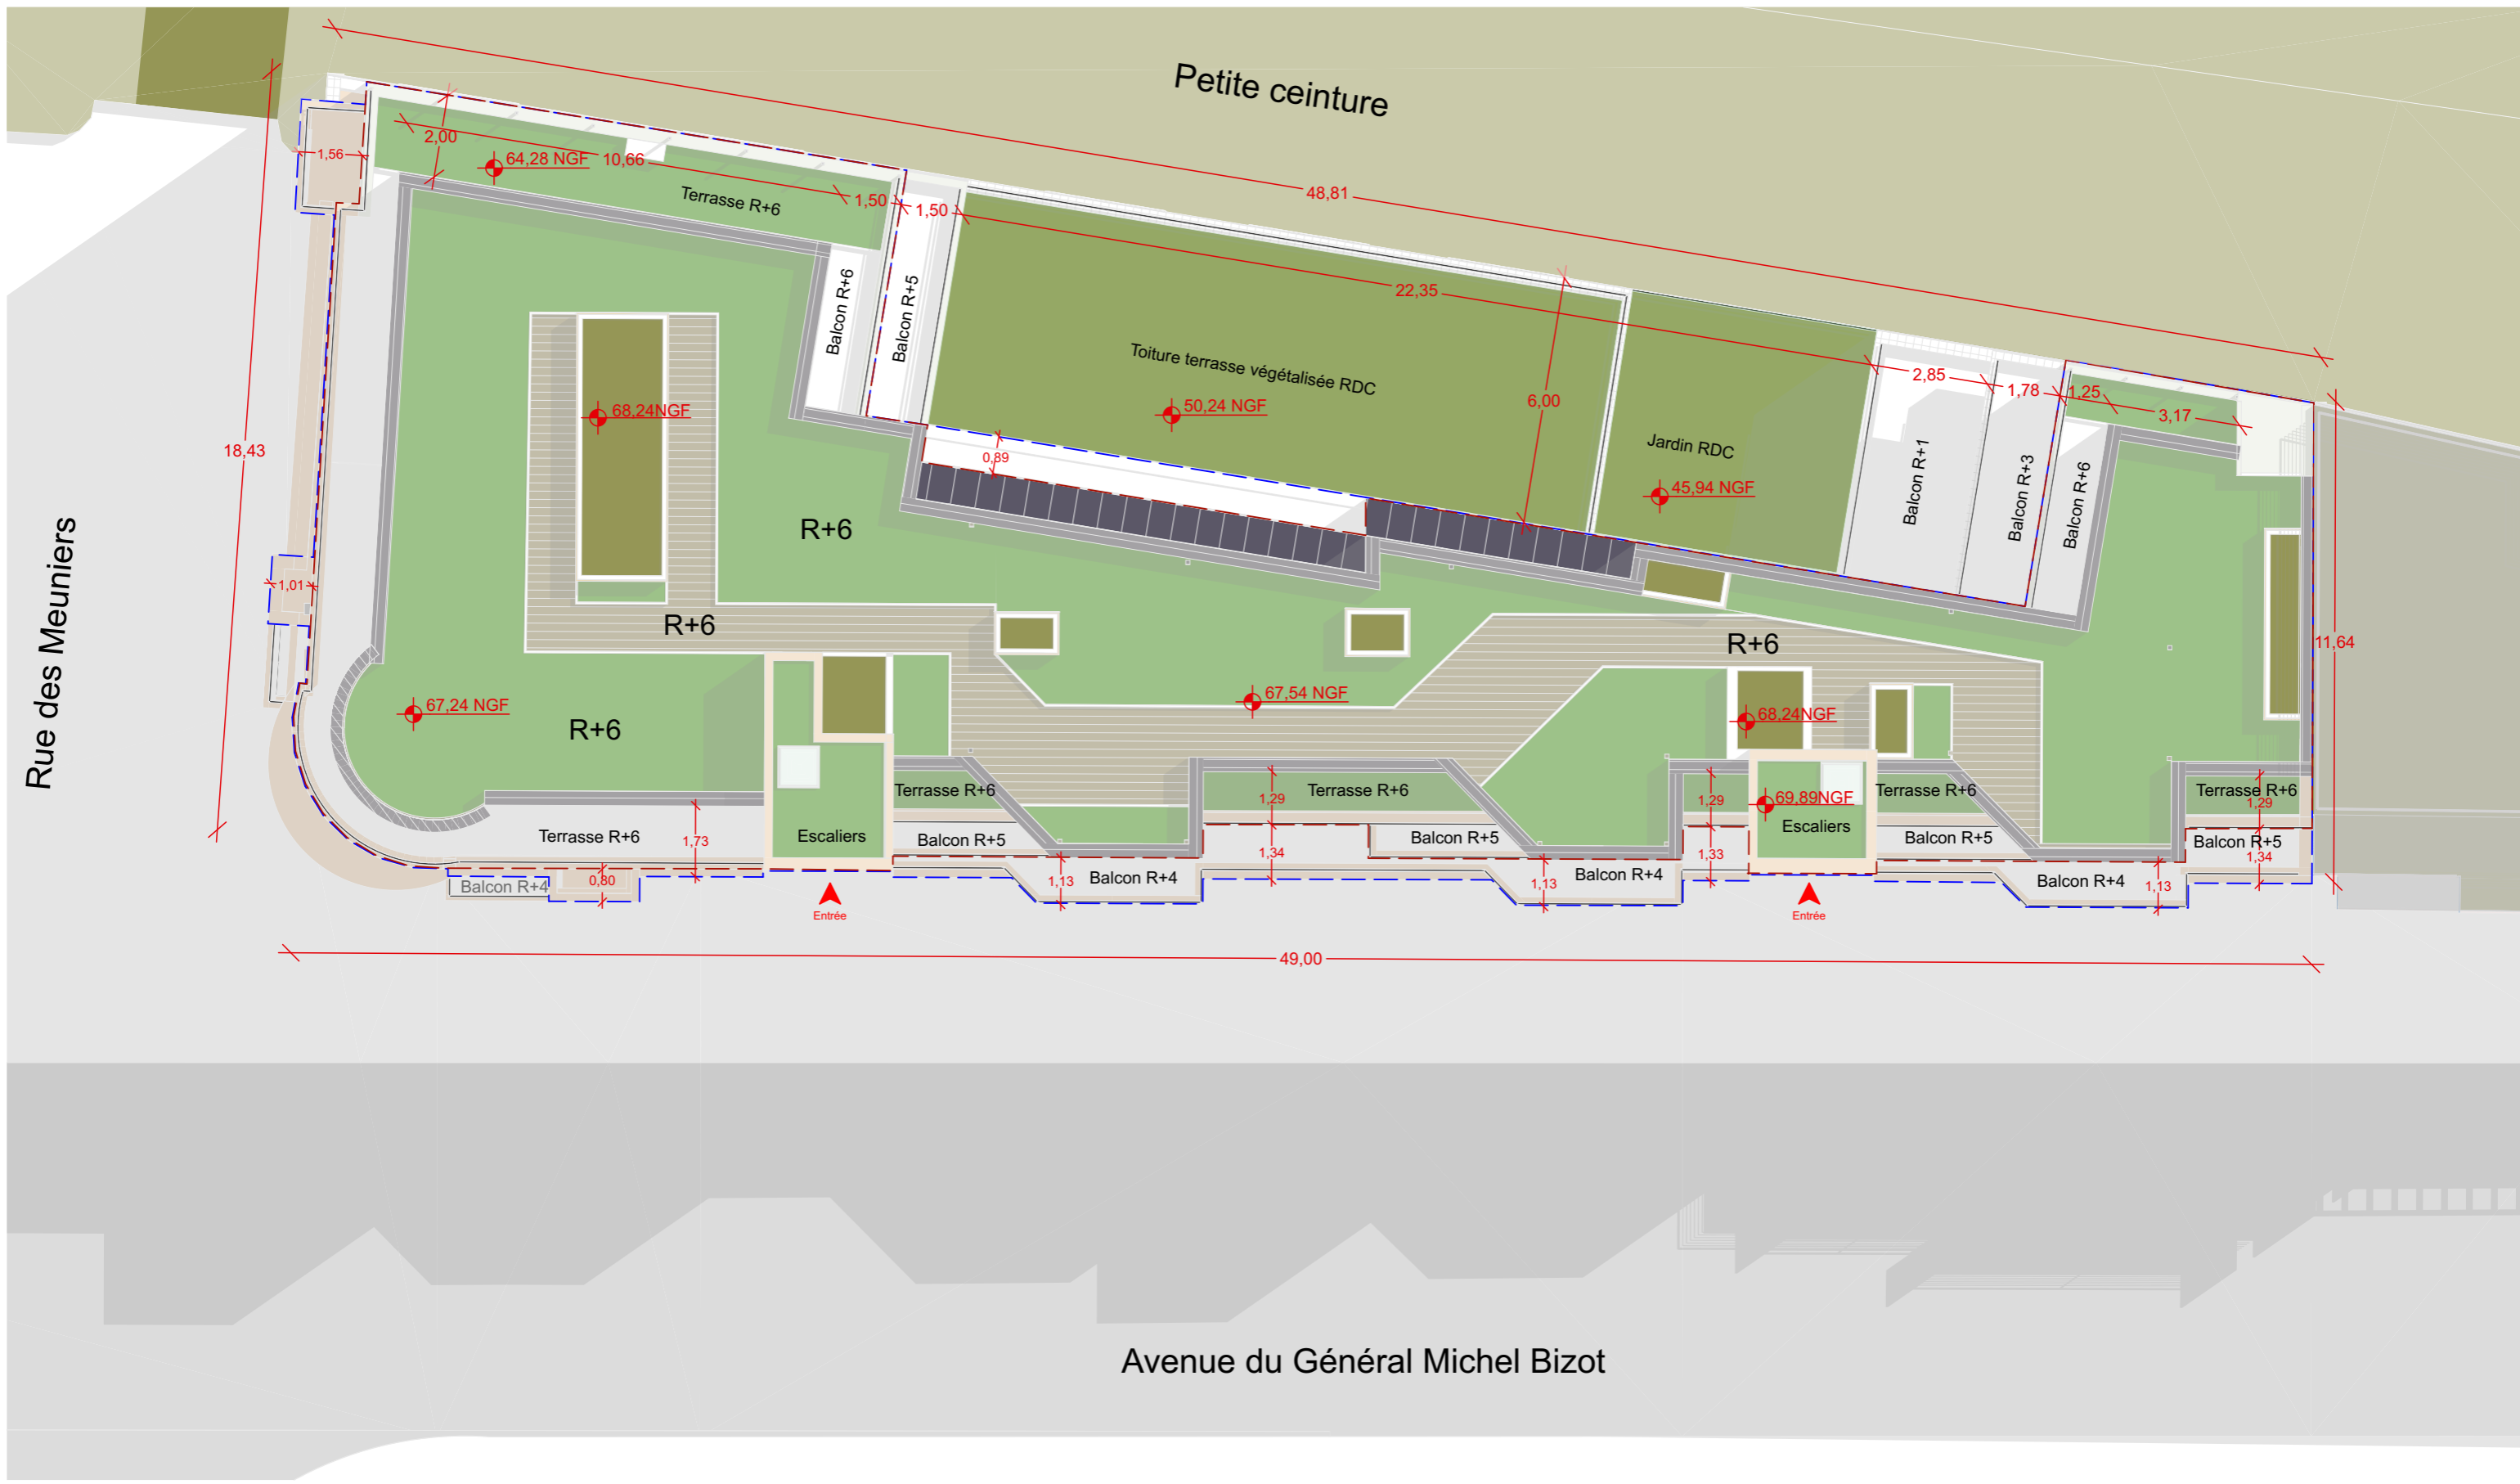 Petite ceinture
2,00
1,56
64,28 NGF
10,66
Terrasse R+6
1,50
1,50
48,81
22,35
Balcon R+6
Balcon R+5
Toiture terrasse végétalisée RDC
50,24 NGF
6,00
68,24NGF
18,43
0,89
Jardin RDC
45,94 NGF
2,85
1,78
1,25
3,17
Balcon R+1
Balcon R+3
Balcon R+6
R+6
1,01
R+6
R+6
11,64
Rue des Meuniers
67,24 NGF
R+6
67,54 NGF
68,24NGF
Terrasse R+6
1,29
Terrasse R+6
1,29
69,89NGF
Terrasse R+6
Terrasse R+6
1,29
Terrasse R+6
1,73
Escaliers
Balcon R+5
1,34
Balcon R+5
1,33
Escaliers
Balcon R+5
Balcon R+5
1,34
Balcon R+4
0,80
1,13
Balcon R+4
1,13
Balcon R+4
Balcon R+4
1,13
Entrée
Entrée
49,00
Avenue du Général Michel Bizot